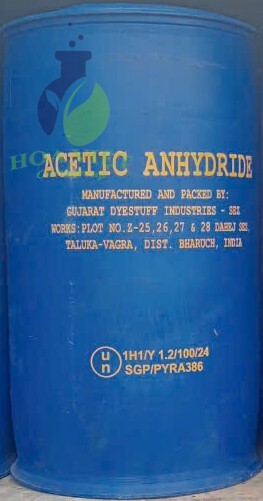 ACETIC ANHYDRIDE
MANUFACTURED AND PACKED BY:
GUJARAT DYESTUFF INDUSTRIES - SEZ
WORKS:PLOT NO.Z-25,26,27 & 28 DAHEJ SEZ,
TALUKA-VAGRA, DIST. BHARUCH, INDIA
u
n
1H1/Y 1.2/100/24
SGP/PYRA386